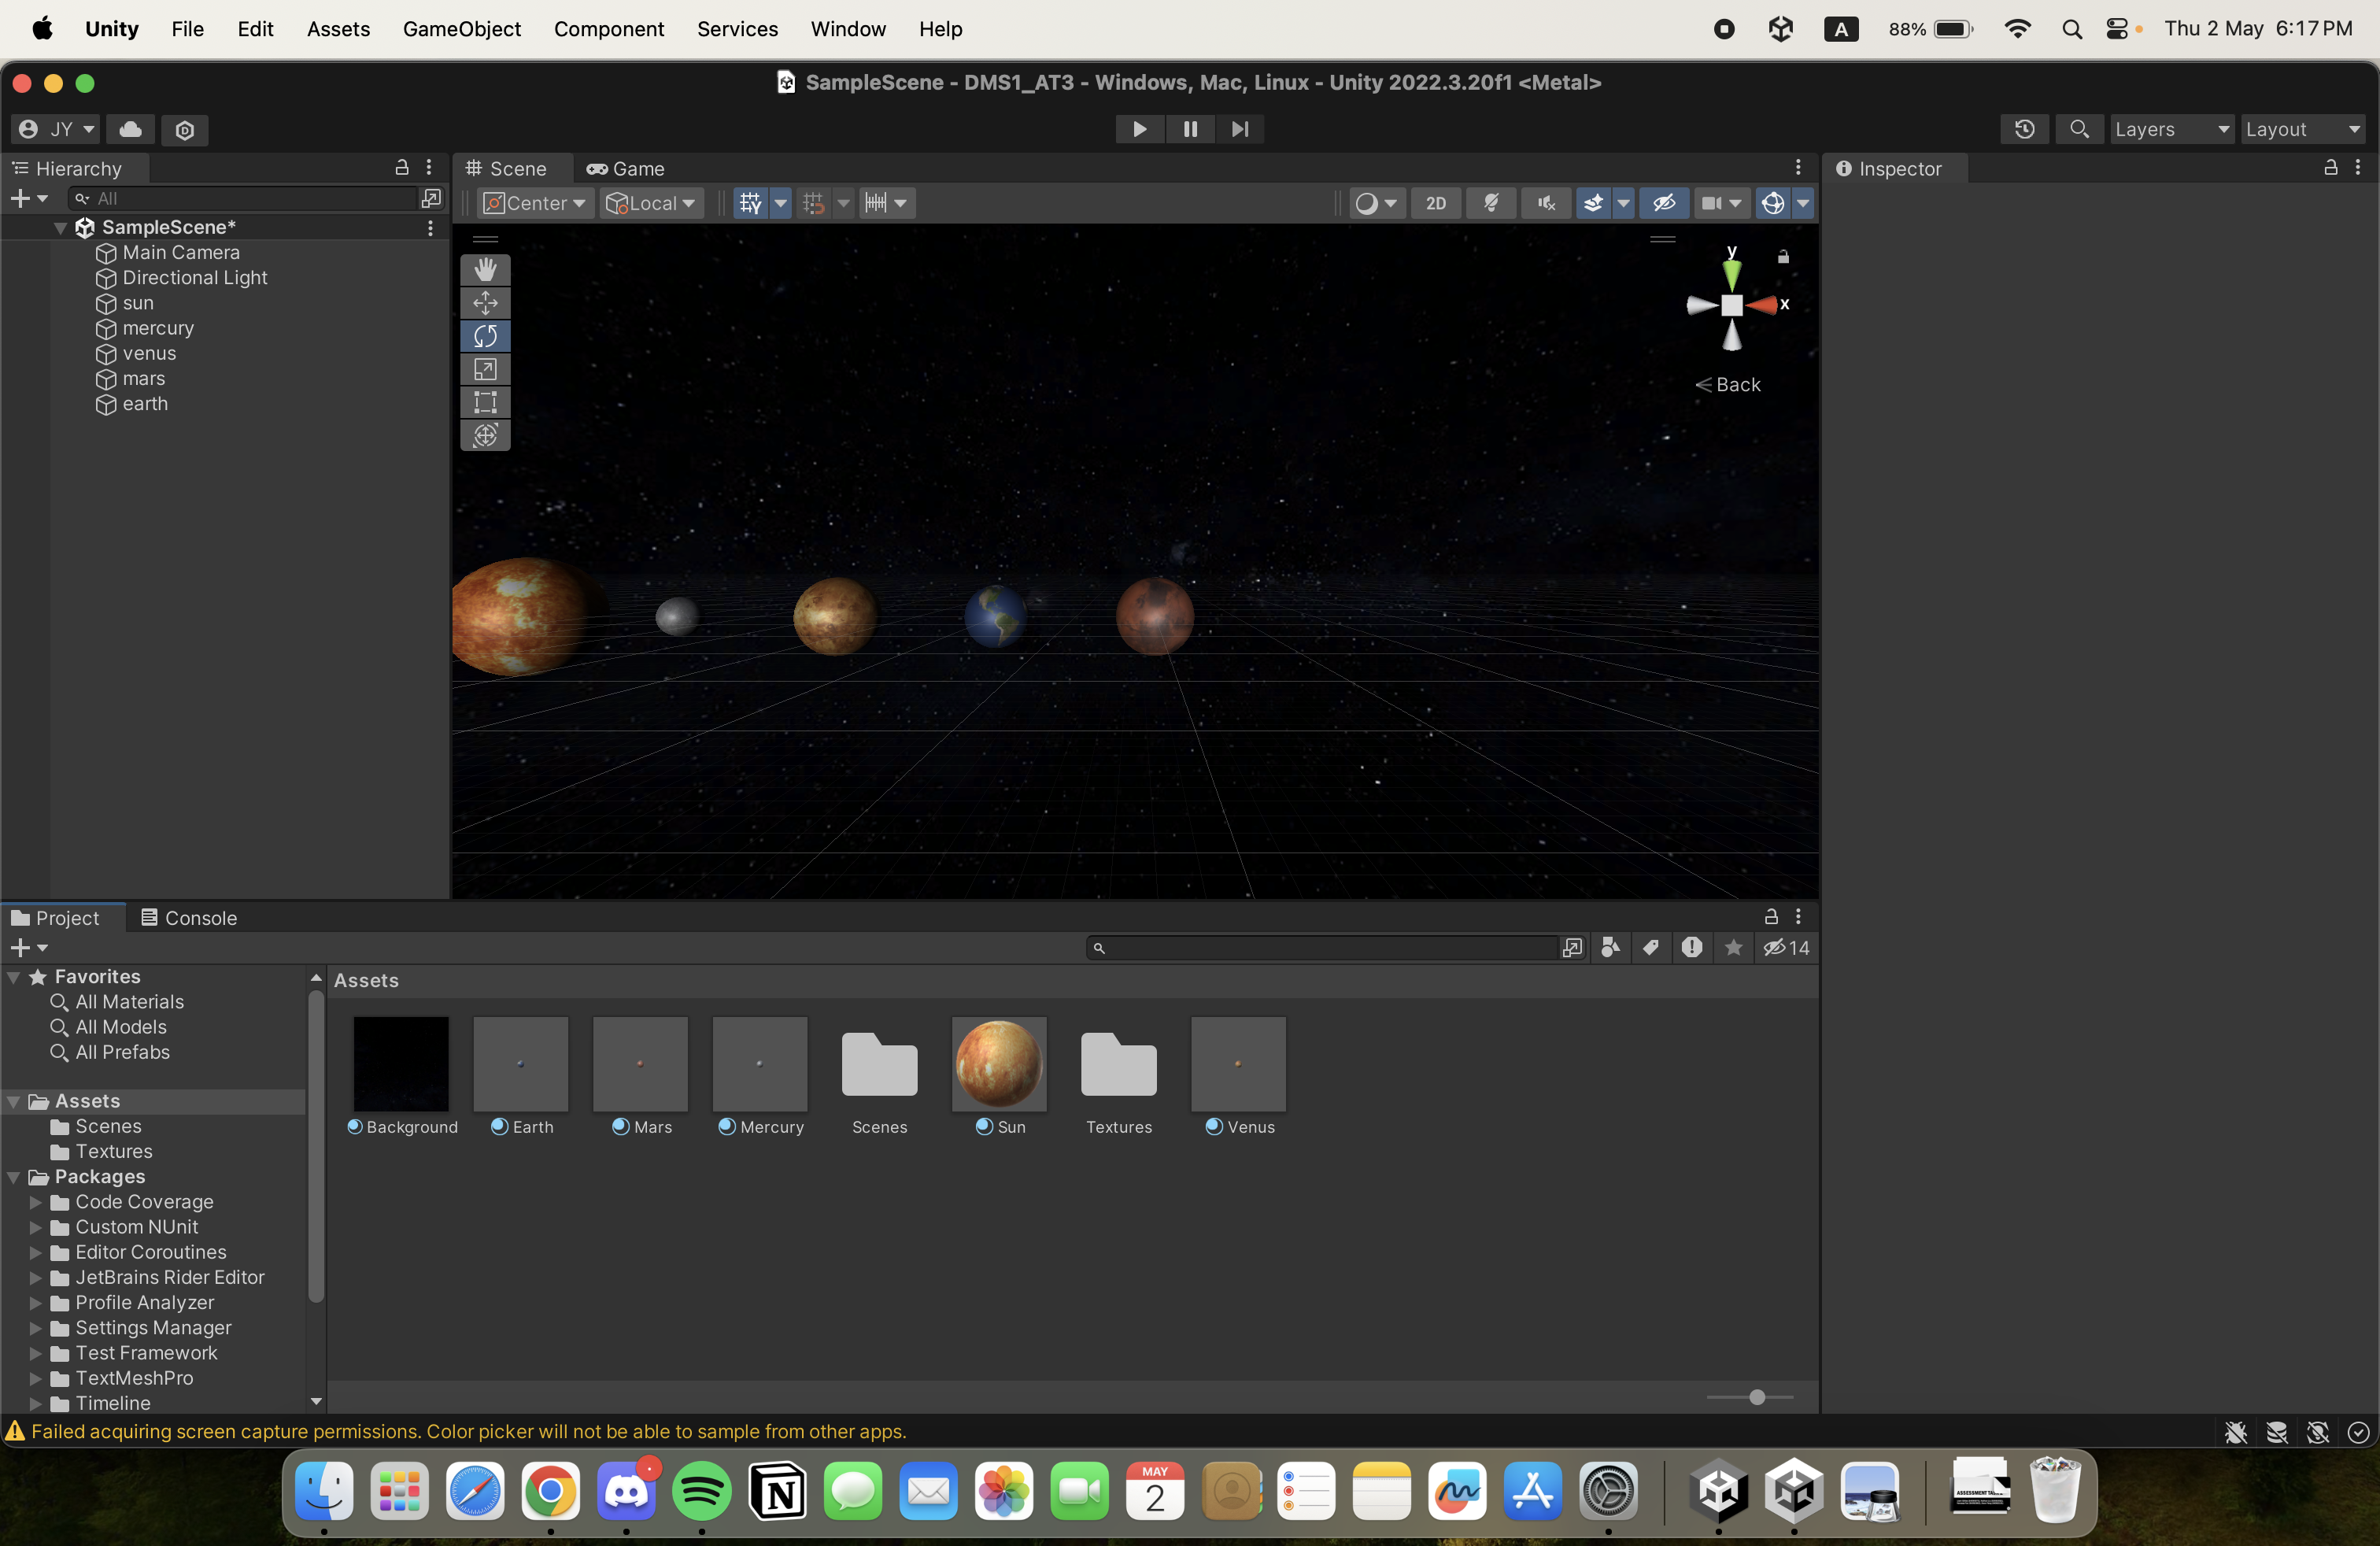 Unity File Edit Assets GameObject Component Services Window Help A 88% Thu 2 May 6:17 PM
SampleScene - DMS1_AT3 - Windows, Mac, Linux - Unity 2022.3.20f1 <Metal>
JY Layers Layout
Hierarchy
All
SampleScene*
Main Camera
Directional Light
sun
mercury
venus
mars
earth
Scene Game
Center Local 2D
y
x
Back
Inspector
Project Console
14
Favorites
All Materials
All Models
All Prefabs
Assets
Scenes
Textures
Packages
Code Coverage
Custom NUnit
Editor Coroutines
JetBrains Rider Editor
Profile Analyzer
Settings Manager
Test Framework
TextMeshPro
Timeline
Assets
Background Earth Mars Mercury Scenes Sun Textures Venus
Failed acquiring screen capture permissions. Color picker will not be able to sample from other apps.
MAY
2